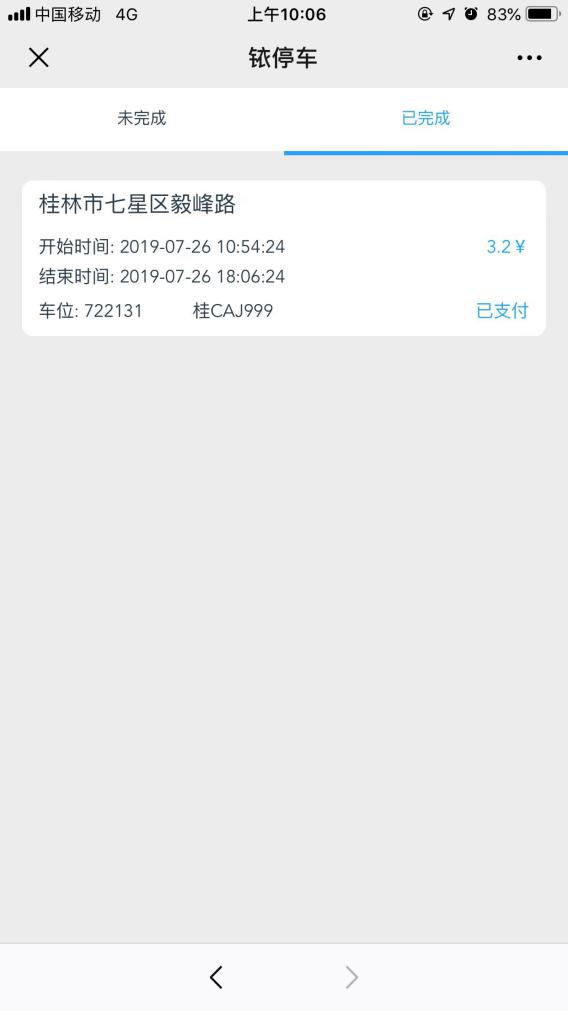 中国移动 4G 上午10:06 83%
铱停车
未完成 已完成
桂林市七星区毅峰路
开始时间: 2019-07-26 10:54:24 3.2￥
结束时间: 2019-07-26 18:06:24
车位: 722131 桂CAJ999 已支付